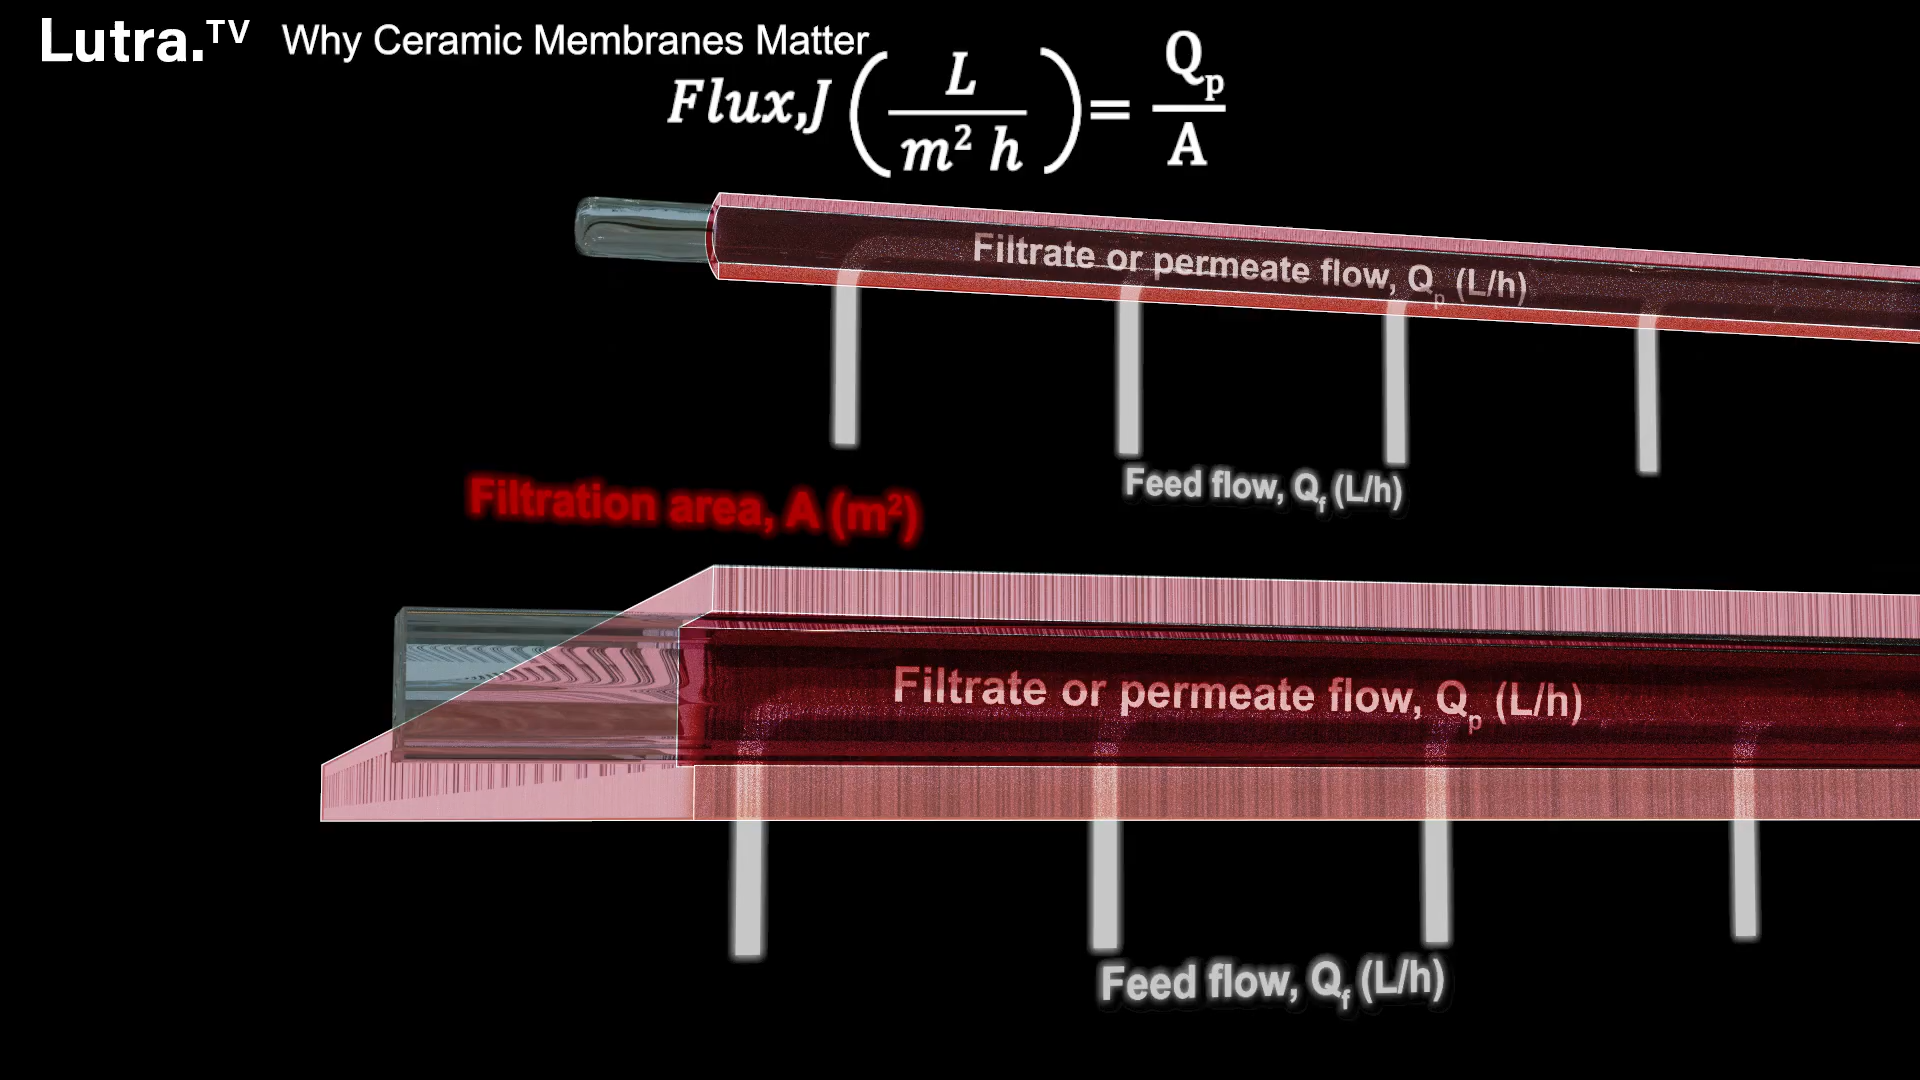 Lutra.TV Why Ceramic Membranes Matter
Flux,J (L/m² h) = Qp/A
Filtrate or permeate flow, Qp (L/h)
Feed flow, Qf (L/h)
Filtration area, A (m²)
Filtrate or permeate flow, Qp (L/h)
Feed flow, Qf (L/h)